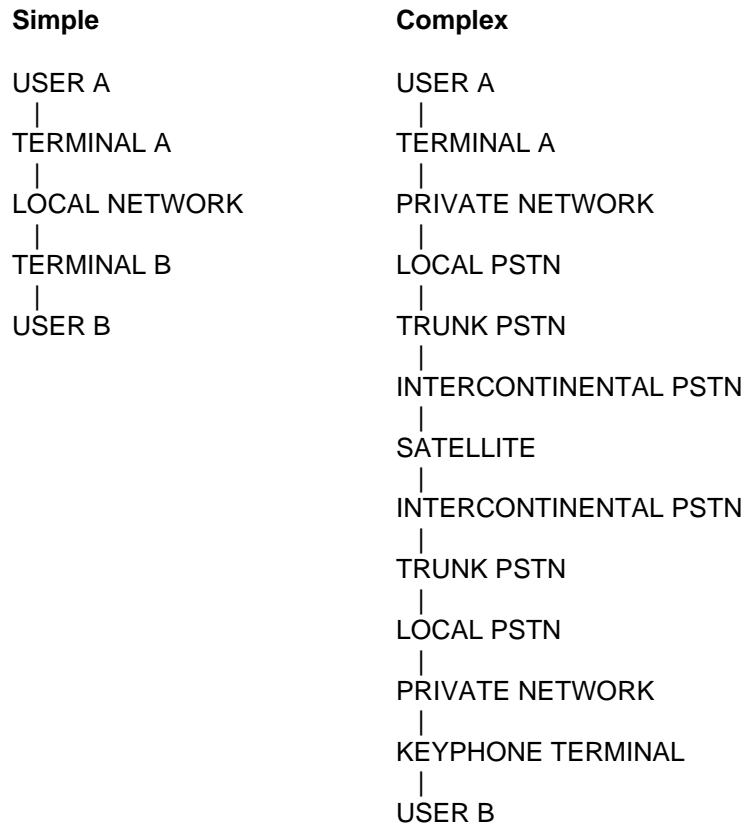 Simple
USER A
|
TERMINAL A
|
LOCAL NETWORK
|
TERMINAL B
|
USER B
Complex
USER A
|
TERMINAL A
|
PRIVATE NETWORK
|
LOCAL PSTN
|
TRUNK PSTN
|
INTERCONTINENTAL PSTN
|
SATELLITE
|
INTERCONTINENTAL PSTN
|
TRUNK PSTN
|
LOCAL PSTN
|
PRIVATE NETWORK
|
KEYPHONE TERMINAL
|
USER B